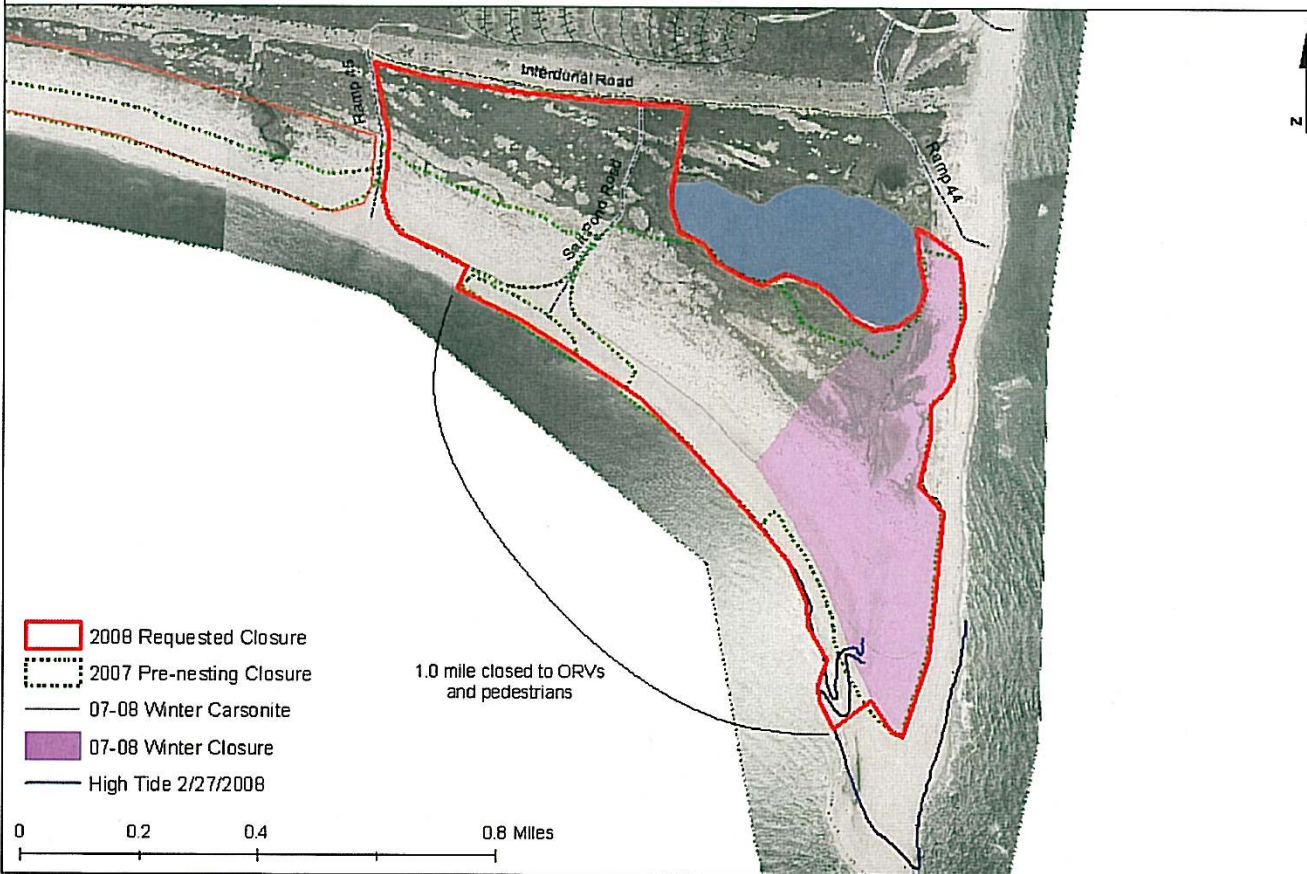 Interdunal Road
Ramp 45
Salt Pond Road
Ramp 44
N
2008 Requested Closure
2007 Pre-nesting Closure
07-08 Winter Carsonite
07-08 Winter Closure
High Tide 2/27/2008
1.0 mile closed to ORVs
and pedestrians
0 0.2 0.4 0.8 Miles